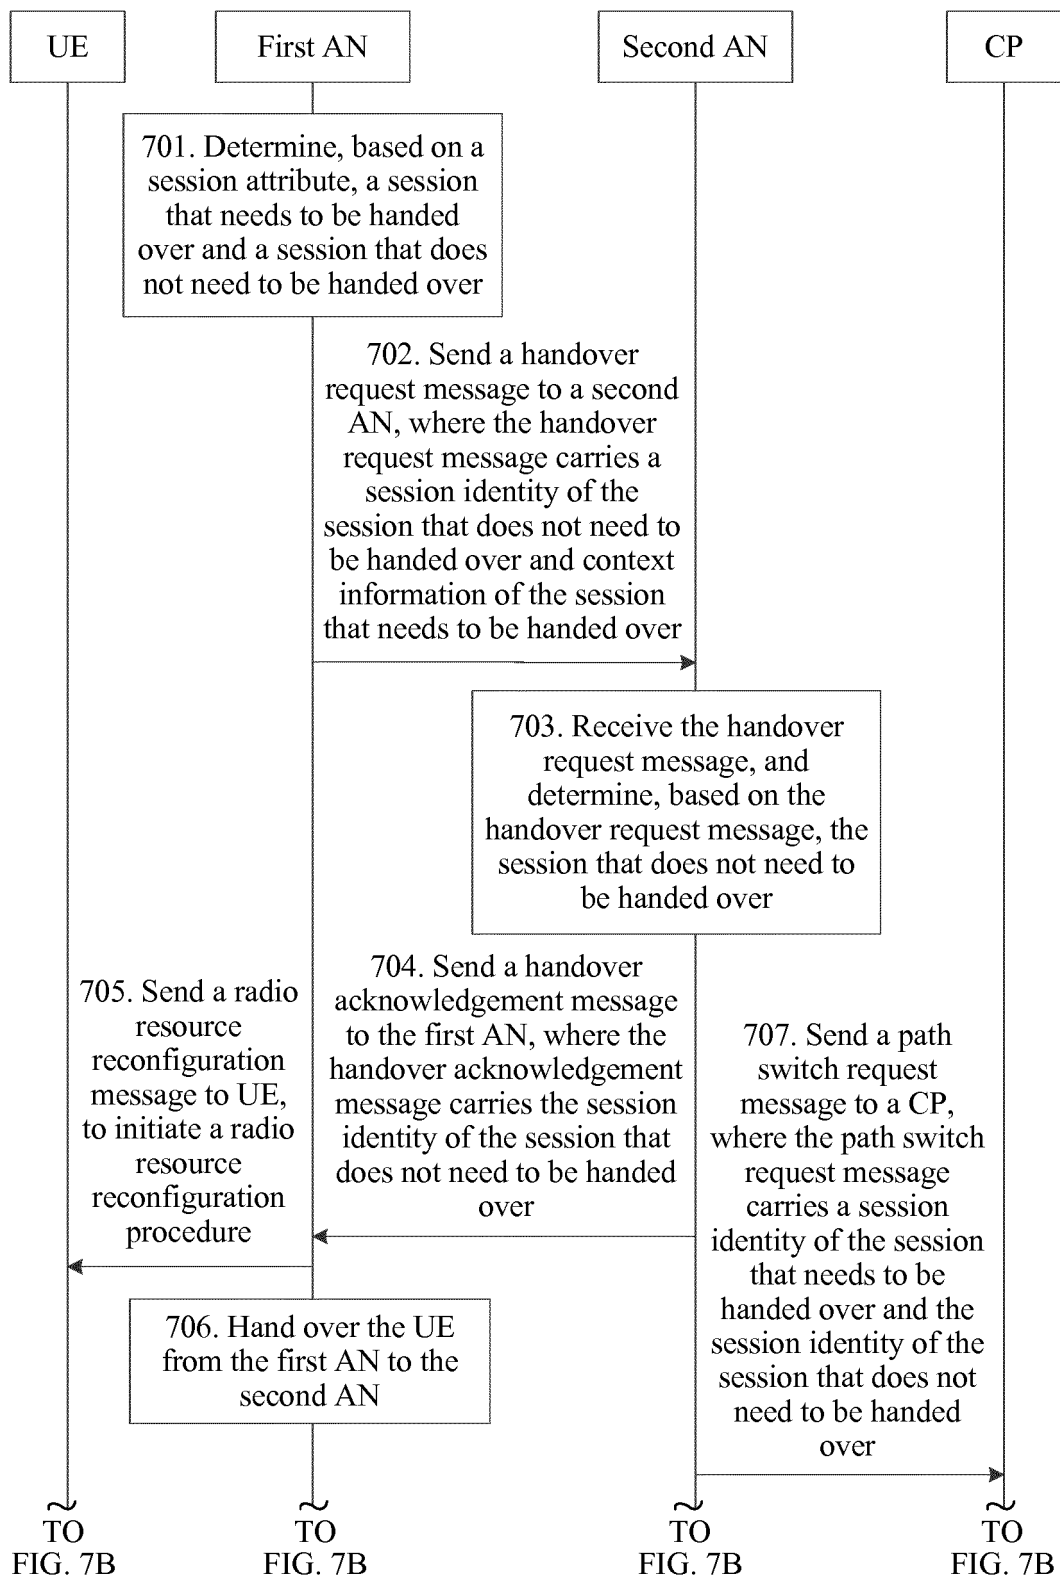 UE
First AN
Second AN
CP
701. Determine, based on a
session attribute, a session
that needs to be handed
over and a session that does
not need to be handed over
702. Send a handover
request message to a second
AN, where the handover
request message carries a
session identity of the
session that does not need to
be handed over and context
information of the session
that needs to be handed over
703. Receive the handover
request message, and
determine, based on the
handover request message, the
session that does not need to
be handed over
704. Send a handover
acknowledgement message
to the first AN, where the
handover acknowledgement
message carries the session
identity of the session that
does not need to be handed
over
705. Send a radio
resource
reconfiguration
message to UE,
to initiate a radio
resource
reconfiguration
procedure
706. Hand over the UE
from the first AN to the
second AN
707. Send a path
switch request
message to a CP,
where the path switch
request message
carries a session
identity of the session
that needs to be
handed over and the
session identity of the
session that does not
need to be handed
over
TO
FIG. 7B
TO
FIG. 7B
TO
FIG. 7B
TO
FIG. 7B